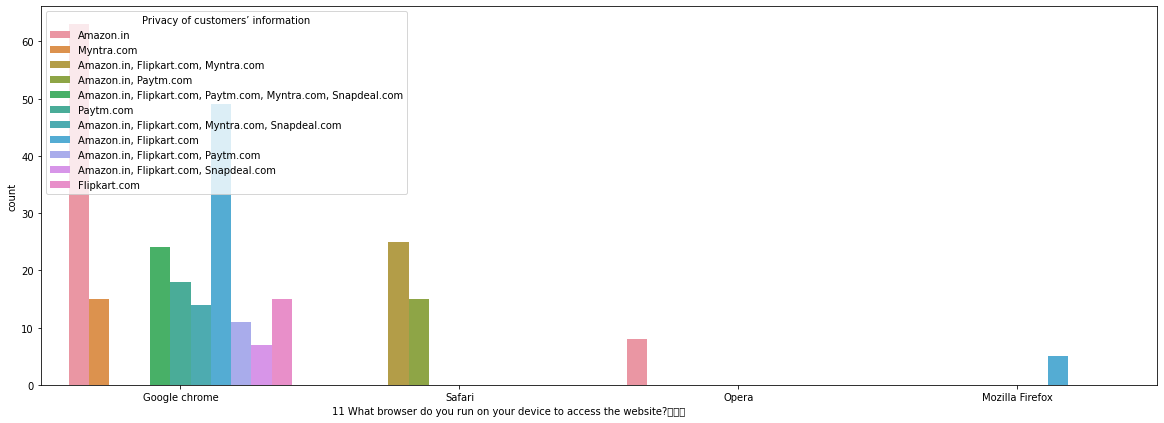 Privacy of customers’ information
Amazon.in
Myntra.com
Amazon.in, Flipkart.com, Myntra.com
Amazon.in, Paytm.com
Amazon.in, Flipkart.com, Paytm.com, Myntra.com, Snapdeal.com
Paytm.com
Amazon.in, Flipkart.com, Myntra.com, Snapdeal.com
Amazon.in, Flipkart.com
Amazon.in, Flipkart.com, Paytm.com
Amazon.in, Flipkart.com, Snapdeal.com
Flipkart.com
60
50
40
30
20
10
0
count
Google chrome
Safari
Opera
Mozilla Firefox
11 What browser do you run on your device to access the website?